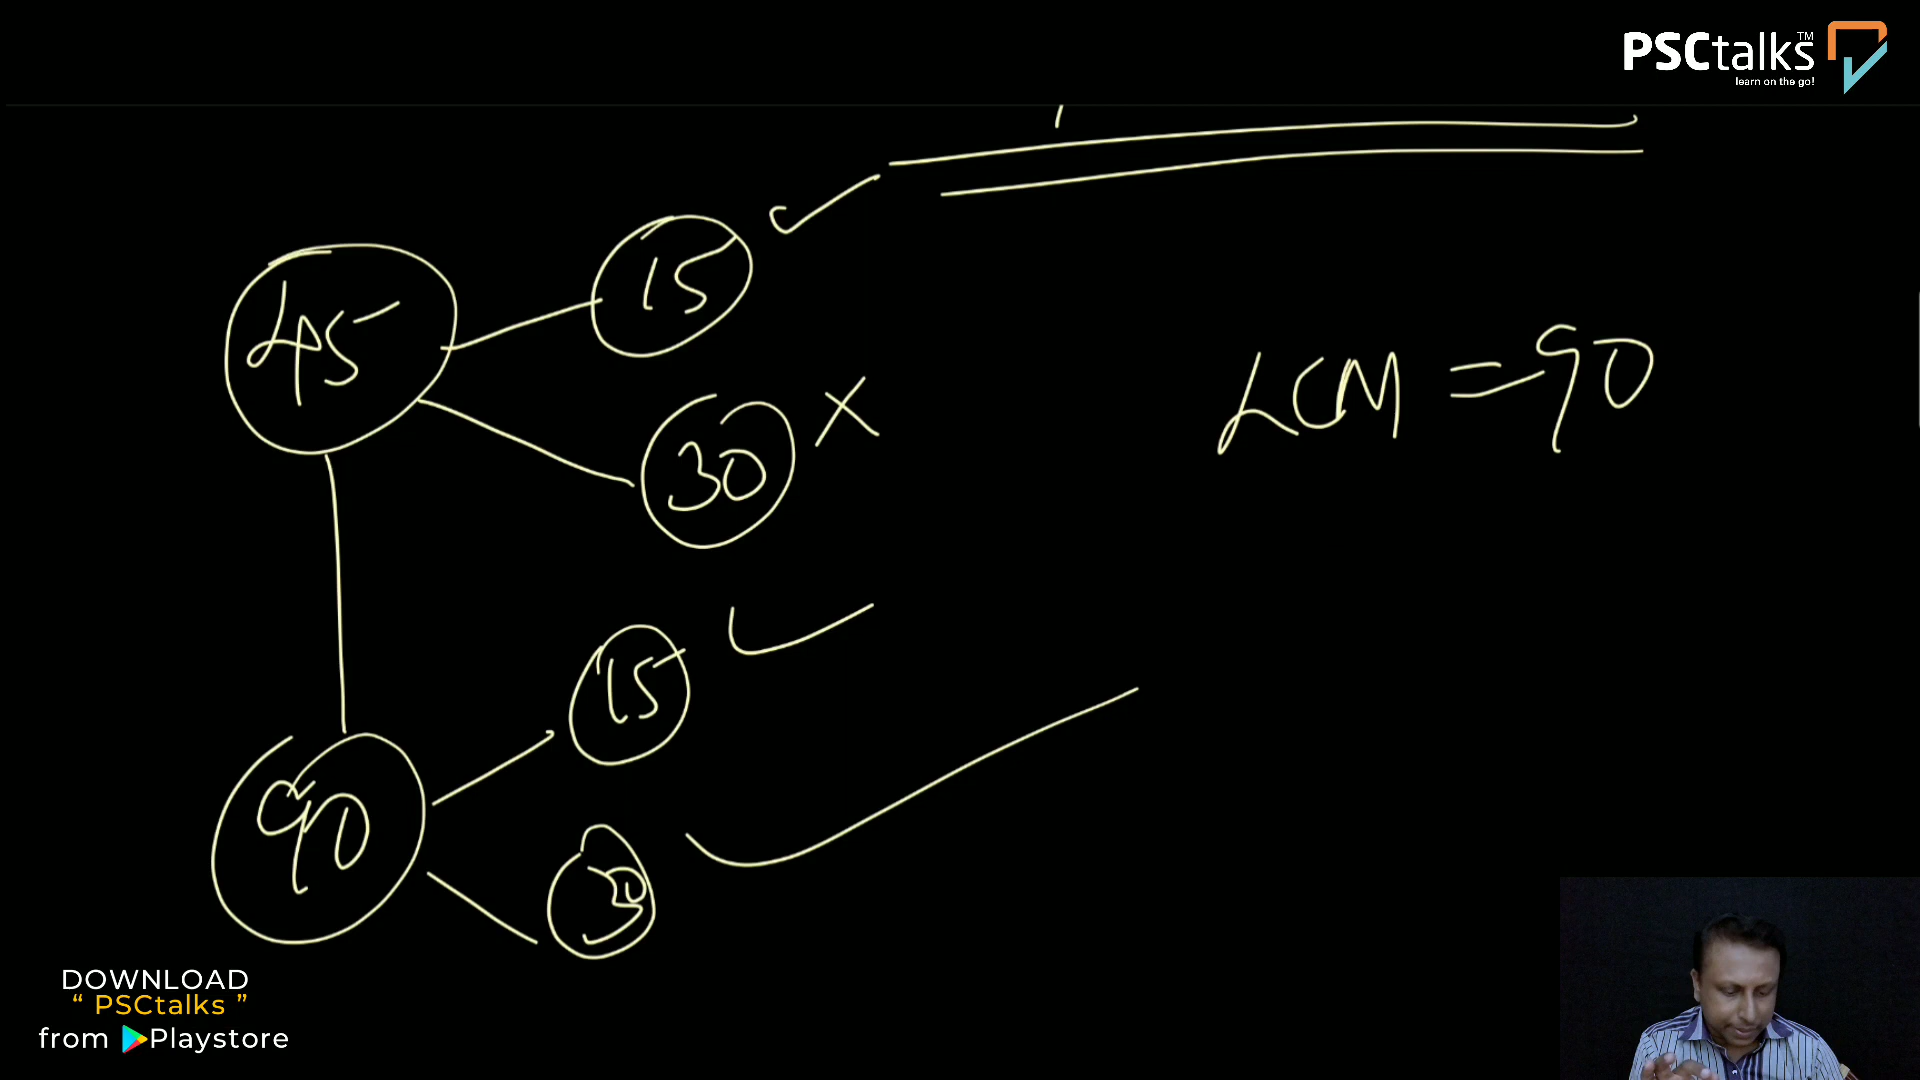 PSCtalks™
learn on the go!
45
15
30
LCM = 90
15
90
30
DOWNLOAD
“ PSCtalks ”
from Playstore